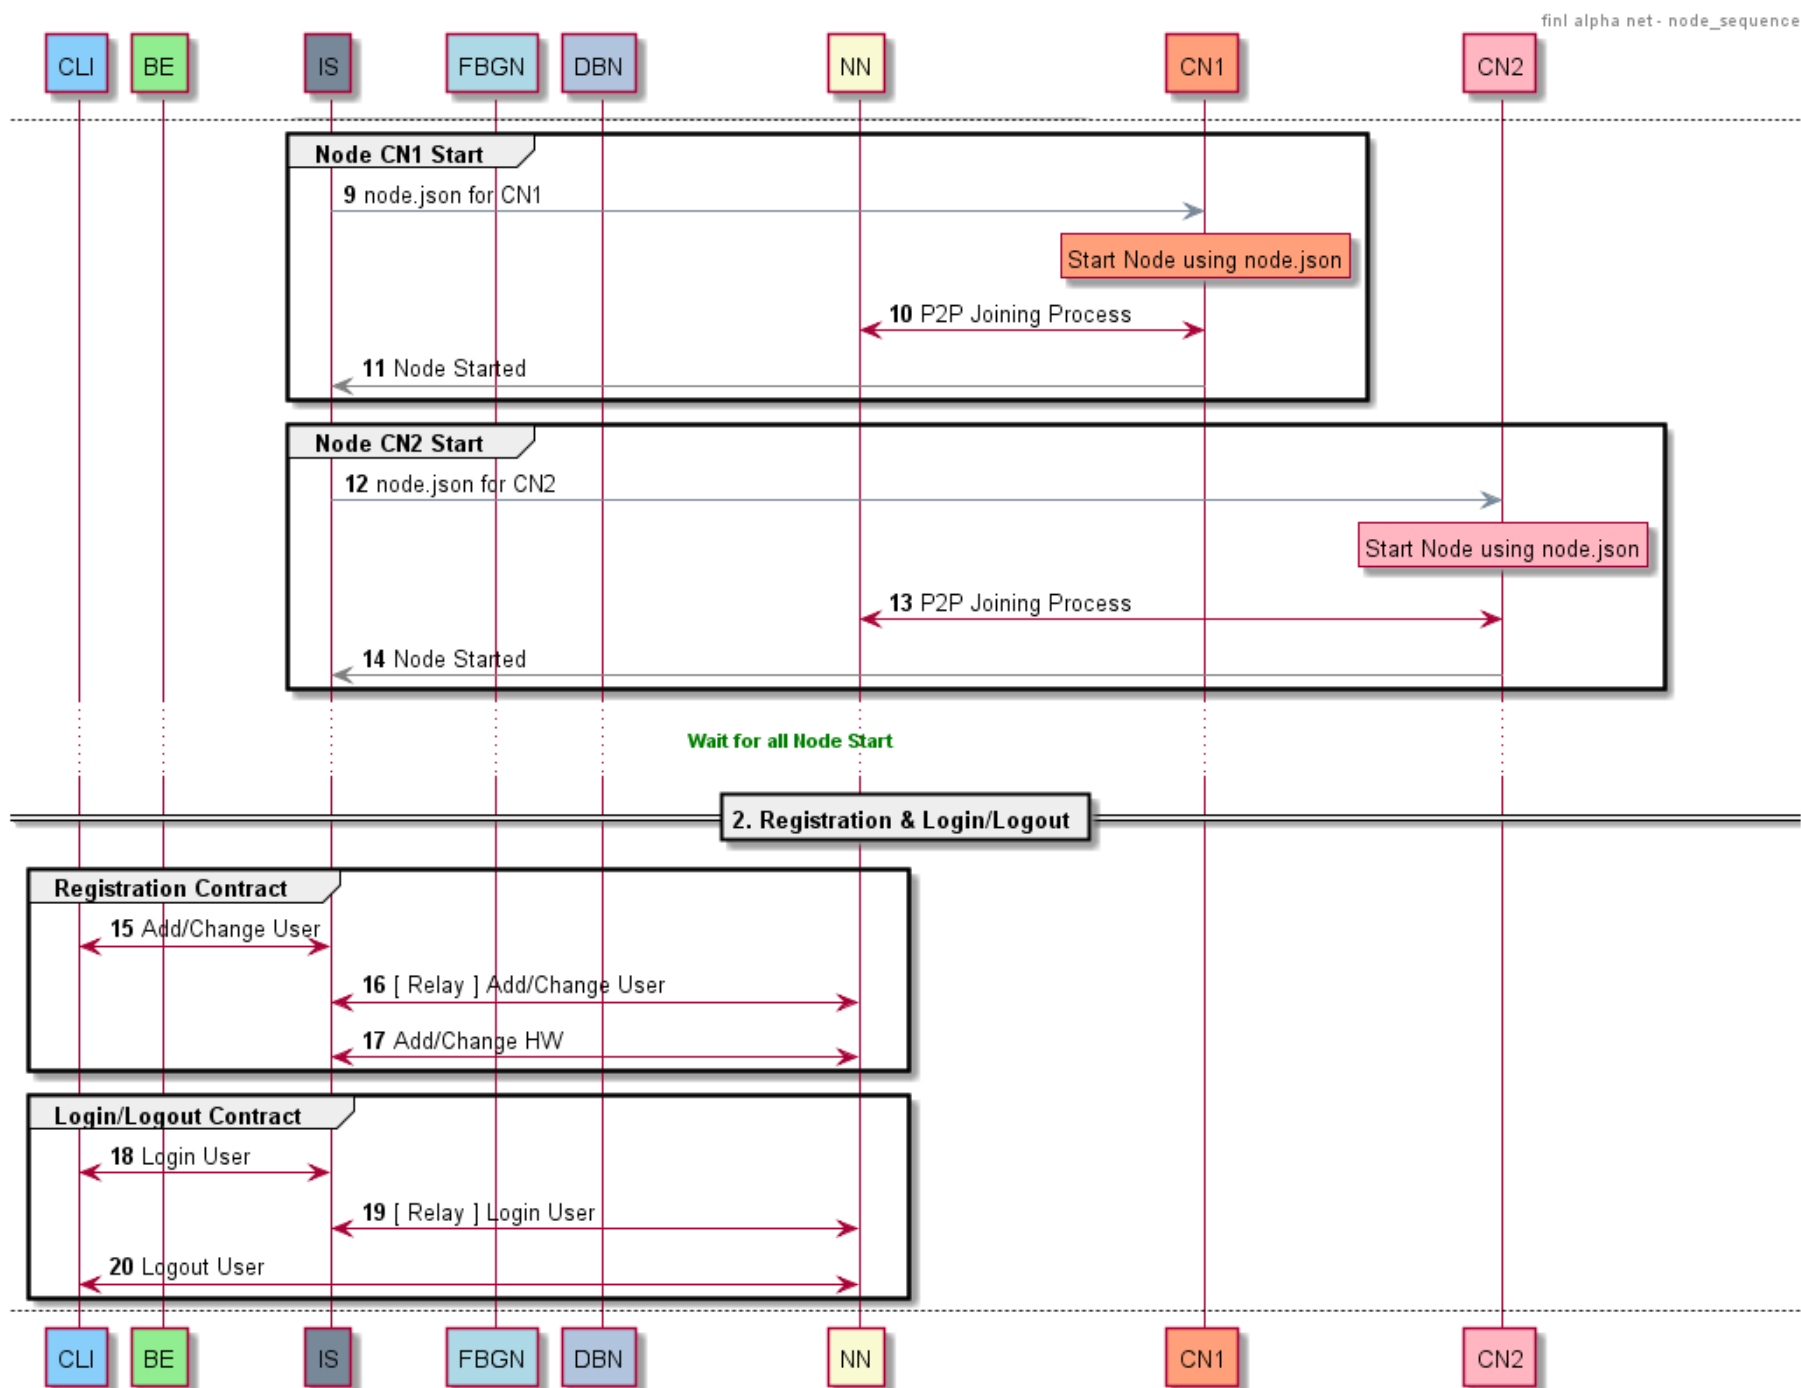 finl alpha net - node_sequence
CLI BE IS FBGN DBN NN CN1 CN2
Node CN1 Start
9 node.json for CN1
Start Node using node.json
10 P2P Joining Process
11 Node Started
Node CN2 Start
12 node.json for CN2
Start Node using node.json
13 P2P Joining Process
14 Node Started
Wait for all Node Start
2. Registration & Login/Logout
Registration Contract
15 Add/Change User
16 [ Relay ] Add/Change User
17 Add/Change HW
Login/Logout Contract
18 Login User
19 [ Relay ] Login User
20 Logout User
CLI BE IS FBGN DBN NN CN1 CN2